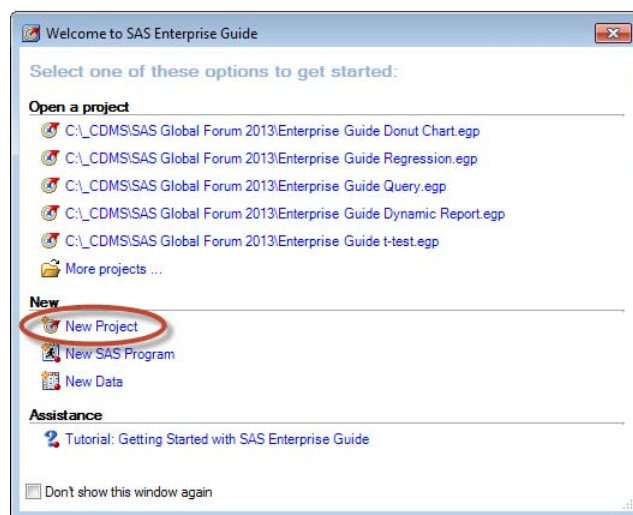 Welcome to SAS Enterprise Guide
Select one of these options to get started:
Open a project
C:\_CDMS\SAS Global Forum 2013\Enterprise Guide Donut Chart.egp
C:\_CDMS\SAS Global Forum 2013\Enterprise Guide Regression.egp
C:\_CDMS\SAS Global Forum 2013\Enterprise Guide Query.egp
C:\_CDMS\SAS Global Forum 2013\Enterprise Guide Dynamic Report.egp
C:\_CDMS\SAS Global Forum 2013\Enterprise Guide t-test.egp
More projects ...
New
New Project
New SAS Program
New Data
Assistance
Tutorial: Getting Started with SAS Enterprise Guide
Don't show this window again